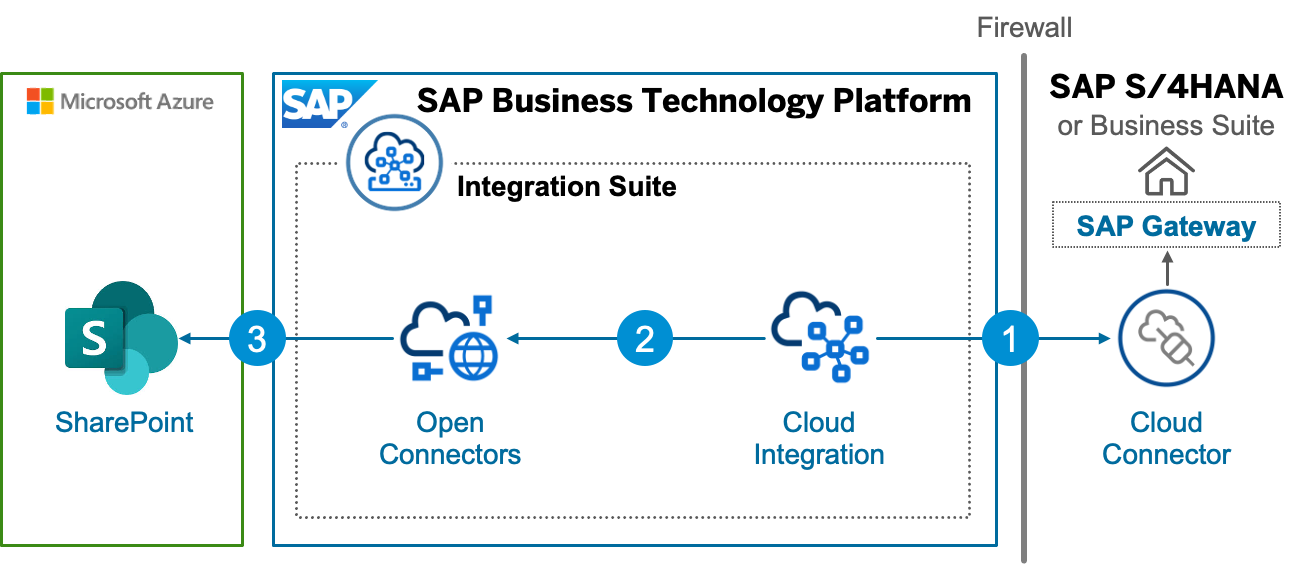 Firewall
Microsoft Azure
SAP
®
SAP Business Technology Platform
SAP S/4HANA
or Business Suite
Integration Suite
SAP Gateway
S
3
2
1
SharePoint
Open
Connectors
Cloud
Integration
Cloud
Connector